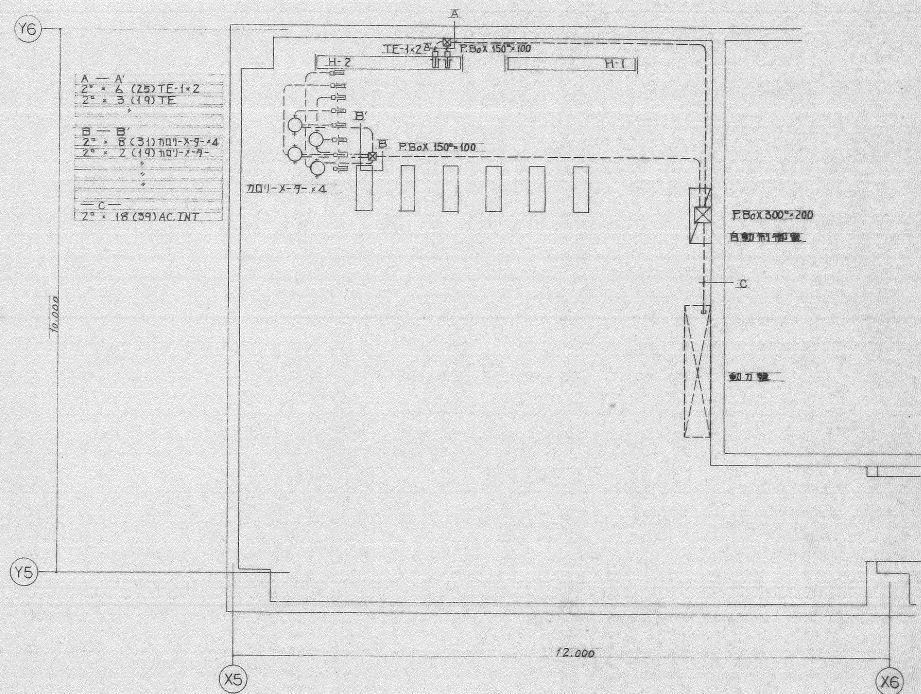 Y6
A
TE-1×2 A' P.BOX 150□×100
H-2
H-1
A — A'
2□ × 6 (25) TE-1×2
2□ × 3 (19) TE
〃
B — B'
2□ × 8 (31) カロリーメーター×4
2□ × 2 (19) カロリーメーター
〃
〃
— C —
2□ × 18 (39) AC, INT
B'
B
P.BOX 150□×100
カロリーメーター×4
P.BOX 300□×200
自動制御盤
C
10.000
動力盤
Y5
12.000
X5
X6